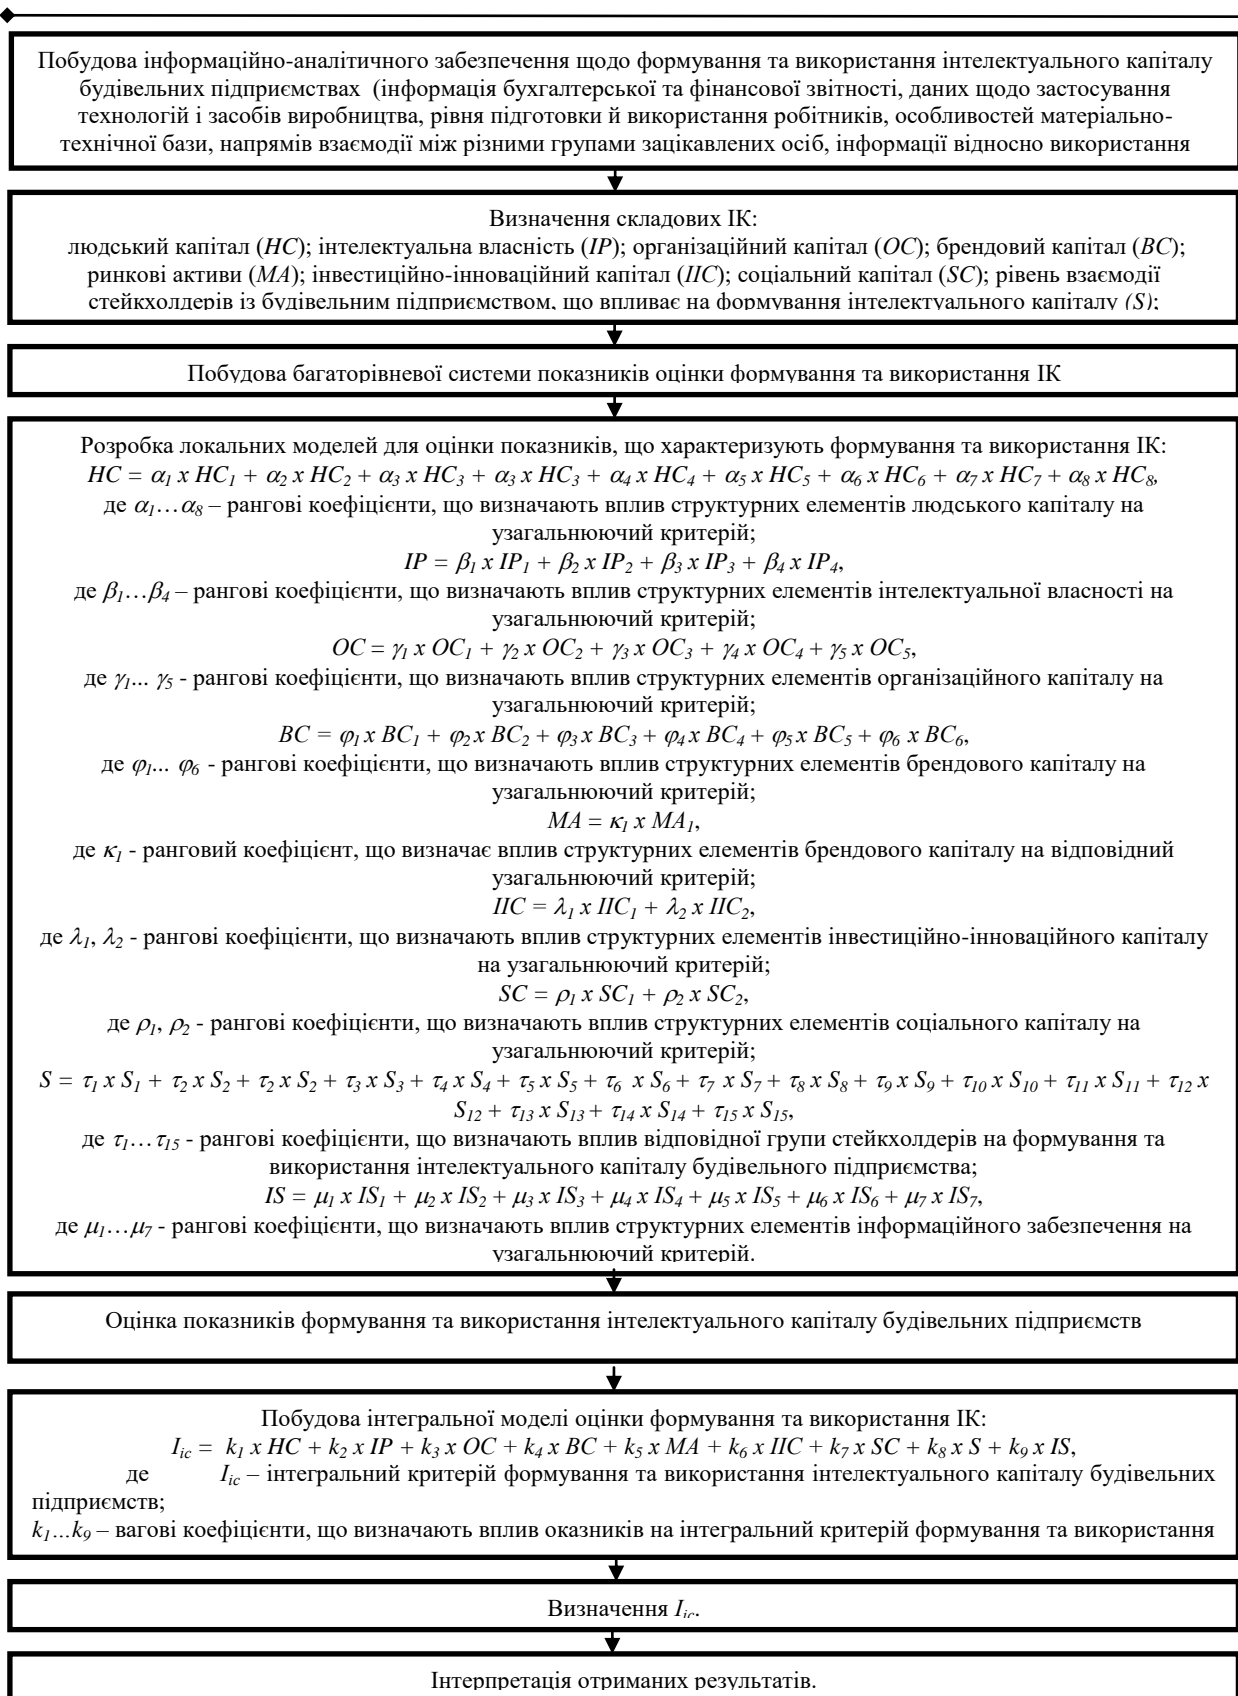 Побудова інформаційно-аналітичного забезпечення щодо формування та використання інтелектуального капіталу
будівельних підприємствах (інформація бухгалтерської та фінансової звітності, даних щодо застосування
технологій і засобів виробництва, рівня підготовки й використання робітників, особливостей матеріально-
технічної бази, напрямів взаємодії між різними групами зацікавлених осіб, інформації відносно використання
Визначення складових ІК:
людський капітал (HC); інтелектуальна власність (IP); організаційний капітал (OC); брендовий капітал (BC);
ринкові активи (MA); інвестиційно-інноваційний капітал (IIC); соціальний капітал (SC); рівень взаємодії
стейкхолдерів із будівельним підприємством, що впливає на формування інтелектуального капіталу (S);
Побудова багаторівневої системи показників оцінки формування та використання ІК
Розробка локальних моделей для оцінки показників, що характеризують формування та використання ІК:
HC = α₁ x HC₁ + α₂ x HC₂ + α₃ x HC₃ + α₃ x HC₃ + α₄ x HC₄ + α₅ x HC₅ + α₆ x HC₆ + α₇ x HC₇ + α₈ x HC₈,
де α₁…α₈ – рангові коефіцієнти, що визначають вплив структурних елементів людського капіталу на
узагальнюючий критерій;
IP = β₁ x IP₁ + β₂ x IP₂ + β₃ x IP₃ + β₄ x IP₄,
де β₁…β₄ – рангові коефіцієнти, що визначають вплив структурних елементів інтелектуальної власності на
узагальнюючий критерій;
OC = γ₁ x OC₁ + γ₂ x OC₂ + γ₃ x OC₃ + γ₄ x OC₄ + γ₅ x OC₅,
де γ₁... γ₅ - рангові коефіцієнти, що визначають вплив структурних елементів організаційного капіталу на
узагальнюючий критерій;
BC = φ₁ x BC₁ + φ₂ x BC₂ + φ₃ x BC₃ + φ₄ x BC₄ + φ₅ x BC₅ + φ₆ x BC₆,
де φ₁... φ₆ - рангові коефіцієнти, що визначають вплив структурних елементів брендового капіталу на
узагальнюючий критерій;
MA = κ₁ x MA₁,
де κ₁ - ранговий коефіцієнт, що визначає вплив структурних елементів брендового капіталу на відповідний
узагальнюючий критерій;
IIC = λ₁ x IIC₁ + λ₂ x IIC₂,
де λ₁, λ₂ - рангові коефіцієнти, що визначають вплив структурних елементів інвестиційно-інноваційного капіталу
на узагальнюючий критерій;
SC = ρ₁ x SC₁ + ρ₂ x SC₂,
де ρ₁, ρ₂ - рангові коефіцієнти, що визначають вплив структурних елементів соціального капіталу на
узагальнюючий критерій;
S = τ₁ x S₁ + τ₂ x S₂ + τ₂ x S₂ + τ₃ x S₃ + τ₄ x S₄ + τ₅ x S₅ + τ₆ x S₆ + τ₇ x S₇ + τ₈ x S₈ + τ₉ x S₉ + τ₁₀ x S₁₀ + τ₁₁ x S₁₁ + τ₁₂ x
S₁₂ + τ₁₃ x S₁₃ + τ₁₄ x S₁₄ + τ₁₅ x S₁₅,
де τ₁…τ₁₅ - рангові коефіцієнти, що визначають вплив відповідної групи стейкхолдерів на формування та
використання інтелектуального капіталу будівельного підприємства;
IS = μ₁ x IS₁ + μ₂ x IS₂ + μ₃ x IS₃ + μ₄ x IS₄ + μ₅ x IS₅ + μ₆ x IS₆ + μ₇ x IS₇,
де μ₁…μ₇ - рангові коефіцієнти, що визначають вплив структурних елементів інформаційного забезпечення на
узагальнюючий критерій.
Оцінка показників формування та використання інтелектуального капіталу будівельних підприємств
Побудова інтегральної моделі оцінки формування та використання ІК:
I_ic = k₁ x HC + k₂ x IP + k₃ x OC + k₄ x BC + k₅ x MA + k₆ x IIC + k₇ x SC + k₈ x S + k₉ x IS,
де I_ic – інтегральний критерій формування та використання інтелектуального капіталу будівельних
підприємств;
k₁…k₉ – вагові коефіцієнти, що визначають вплив оказників на інтегральний критерій формування та використання
Визначення I_ic.
Інтерпретація отриманих результатів.